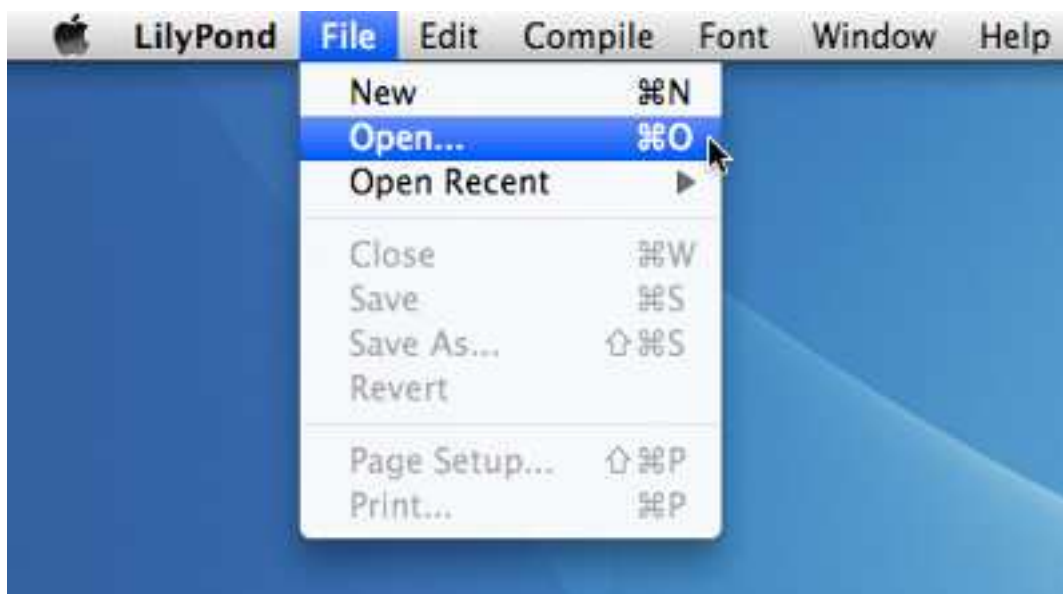 LilyPond File Edit Compile Font Window Help
New ⌘N
Open... ⌘O
Open Recent ▶
Close ⌘W
Save ⌘S
Save As... ⇧⌘S
Revert
Page Setup... ⇧⌘P
Print... ⌘P